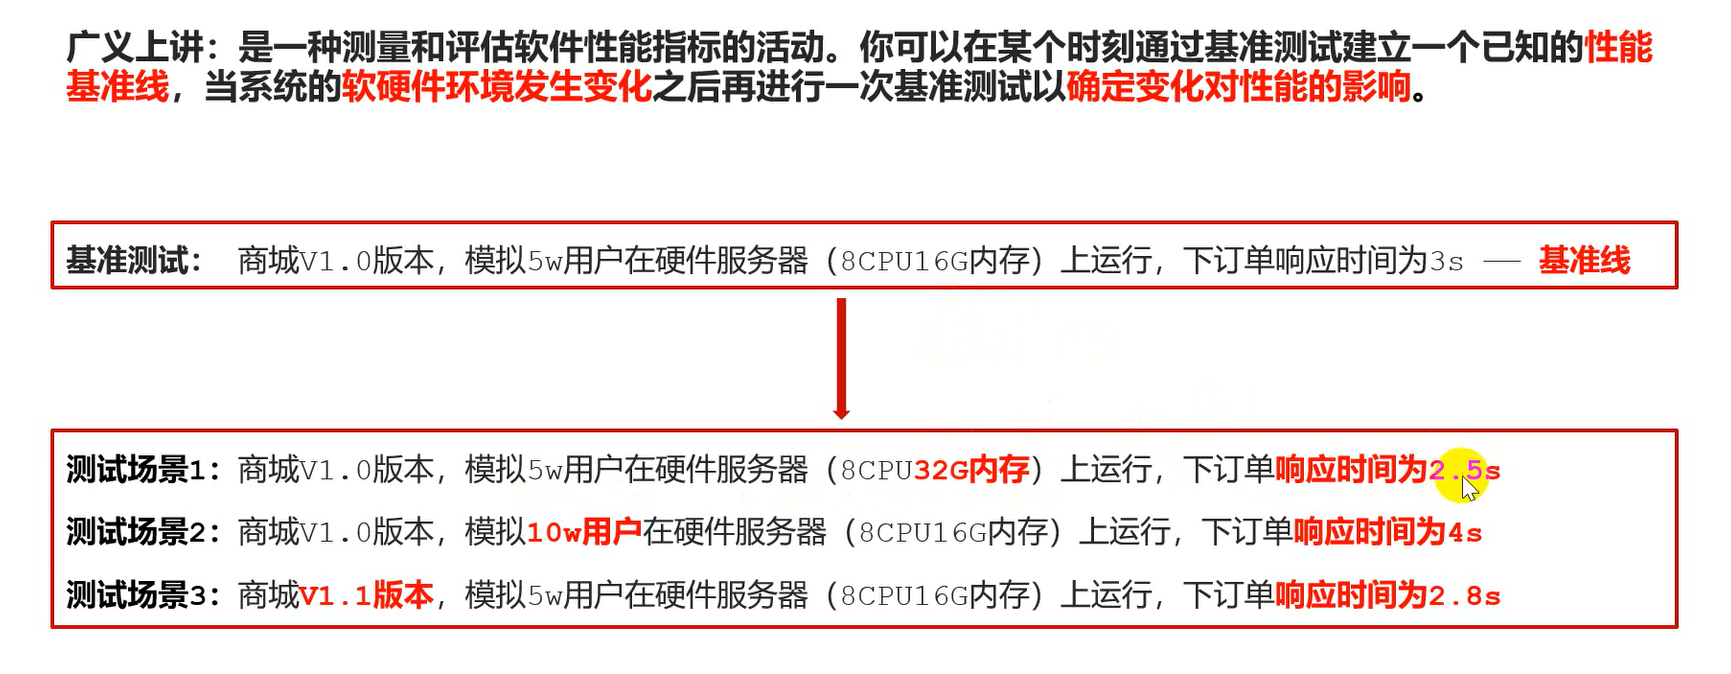 广义上讲：是一种测量和评估软件性能指标的活动。你可以在某个时刻通过基准测试建立一个已知的性能
基准线，当系统的软硬件环境发生变化之后再进行一次基准测试以确定变化对性能的影响。
基准测试： 商城V1.0版本，模拟5w用户在硬件服务器（8CPU16G内存）上运行，下订单响应时间为3s —— 基准线
测试场景1：商城V1.0版本，模拟5w用户在硬件服务器（8CPU32G内存）上运行，下订单响应时间为2.5s
测试场景2：商城V1.0版本，模拟10w用户在硬件服务器（8CPU16G内存）上运行，下订单响应时间为4s
测试场景3：商城V1.1版本，模拟5w用户在硬件服务器（8CPU16G内存）上运行，下订单响应时间为2.8s